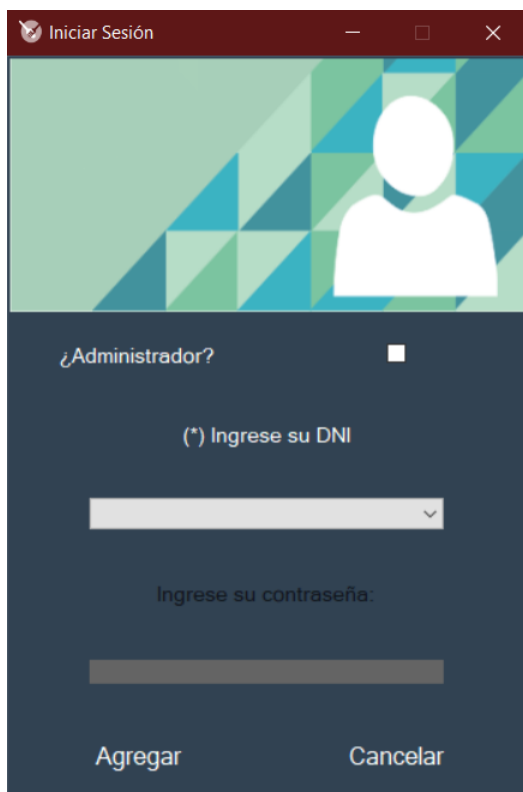 Iniciar Sesión
¿Administrador?
(*) Ingrese su DNI
Ingrese su contraseña:
Agregar Cancelar